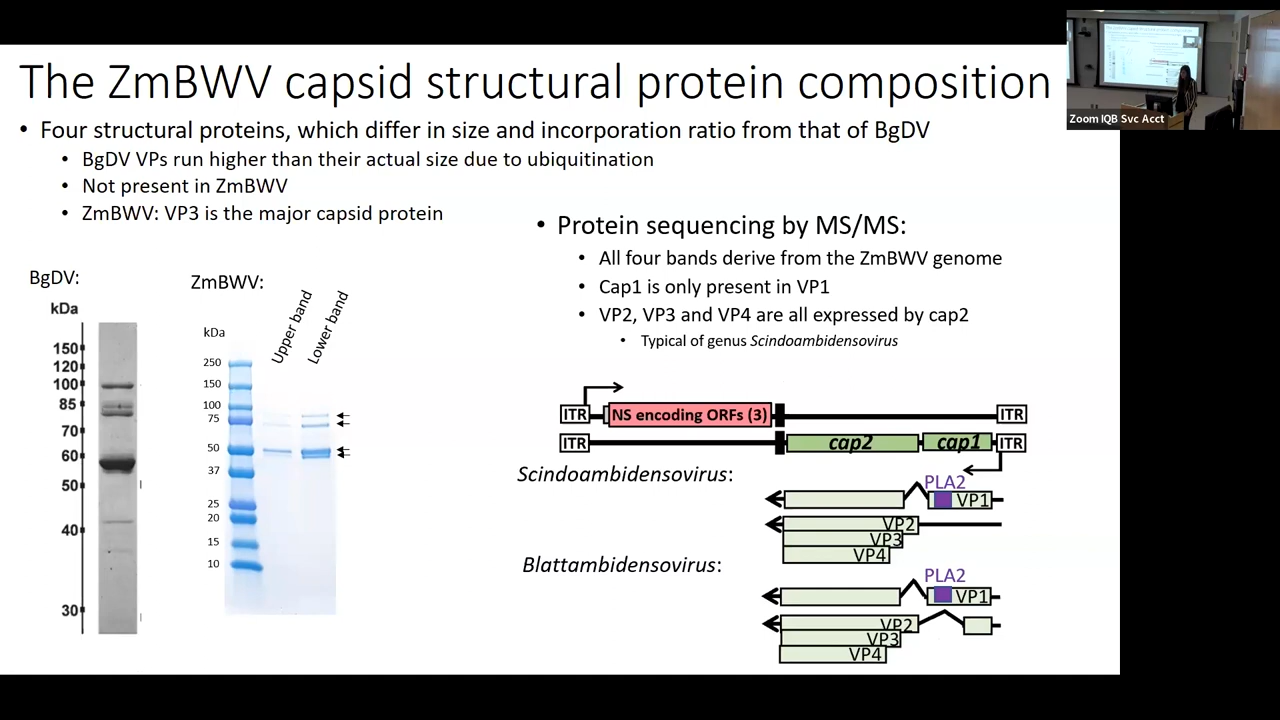 The ZmBWV capsid structural protein composition
• Four structural proteins, which differ in size and incorporation ratio from that of BgDV
• BgDV VPs run higher than their actual size due to ubiquitination
• Not present in ZmBWV
• ZmBWV: VP3 is the major capsid protein
• Protein sequencing by MS/MS:
• All four bands derive from the ZmBWV genome
• Cap1 is only present in VP1
• VP2, VP3 and VP4 are all expressed by cap2
• Typical of genus Scindoambidensovirus
BgDV:
kDa
150
120
100
85
70
60
50
40
30
ZmBWV:
Upper band
Lower band
kDa
250
150
100
75
50
37
25
20
15
10
ITR NS encoding ORFs (3) ITR
ITR cap2 cap1 ITR
Scindoambidensovirus:
PLA2
VP1
VP2
VP3
VP4
Blattambidensovirus:
PLA2
VP1
VP2
VP3
VP4
Zoom IQB Svc Acct